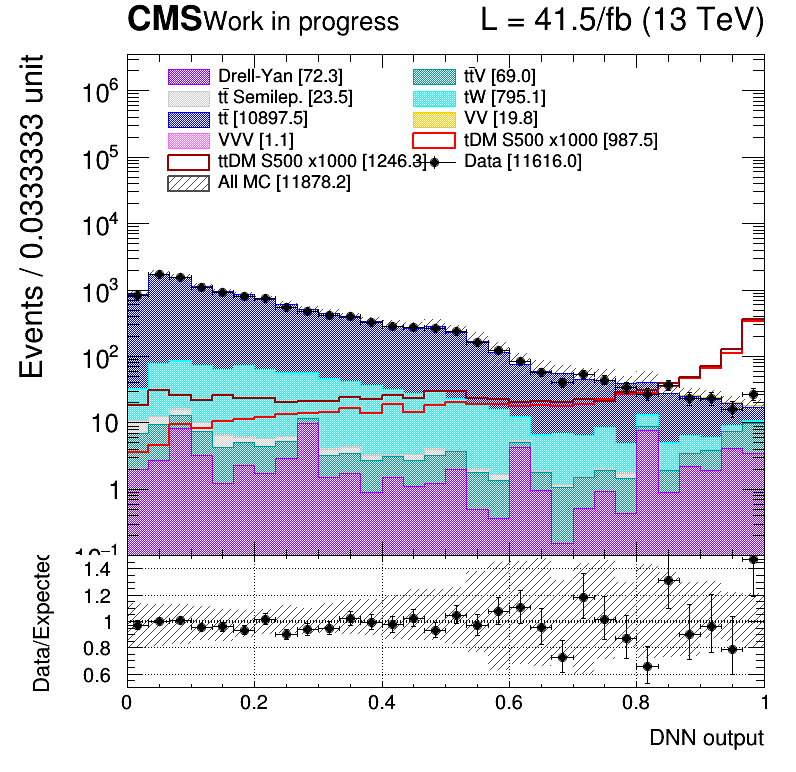 CMS Work in progress L = 41.5/fb (13 TeV)
Events / 0.0333333 unit
Drell-Yan [72.3] tt̄V [69.0]
tt̄ Semilep. [23.5] tW [795.1]
tt̄ [10897.5] VV [19.8]
VVV [1.1] tDM S500 x1000 [987.5]
ttDM S500 x1000 [1246.3] Data [11616.0]
All MC [11878.2]
10⁶
10⁵
10⁴
10³
10²
10
1
10⁻¹
Data/Expected
1.4
1.2
1
0.8
0.6
0 0.2 0.4 0.6 0.8 1
DNN output